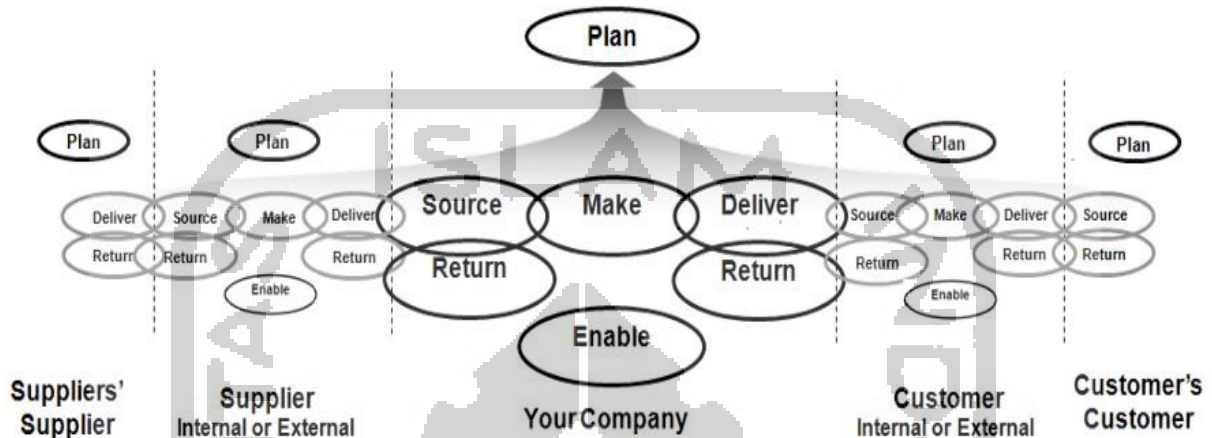 Plan
Plan Plan Plan Plan
Deliver Source Make Deliver Source Make Deliver Source Make Deliver Source
Return Return Return Return Return Return Return Return
Enable Enable Enable
Suppliers' Supplier
Supplier Internal or External
Your Company
Customer Internal or External
Customer's Customer
ISLAM